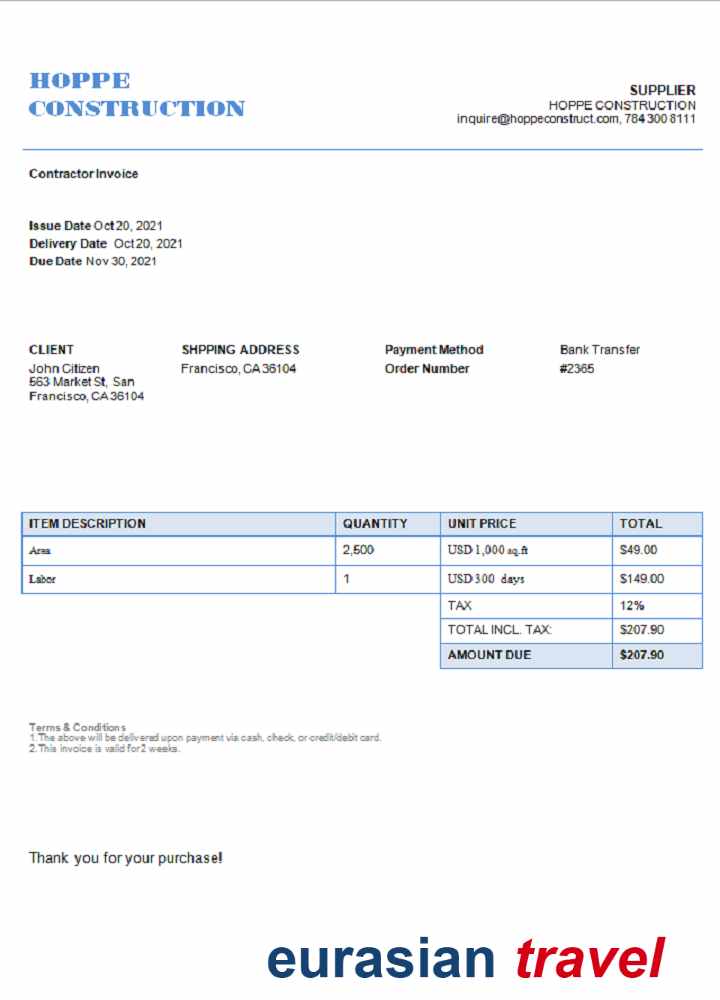 HOPPE
CONSTRUCTION
SUPPLIER
HOPPE CONSTRUCTION
inquire@hoppeconstruct.com, 784 300 8111
Contractor Invoice
Issue Date Oct 20, 2021
Delivery Date Oct 20, 2021
Due Date Nov 30, 2021
CLIENT SHPPING ADDRESS Payment Method Bank Transfer
John Citizen Francisco, CA 36104 Order Number #2365
563 Market St, San
Francisco, CA 36104
ITEM DESCRIPTION QUANTITY UNIT PRICE TOTAL
Area 2,500 USD 1,000 sq.ft $49.00
Labor 1 USD 300 days $149.00
TAX 12%
TOTAL INCL. TAX: $207.90
AMOUNT DUE $207.90
Terms & Conditions
1. The above will be delivered upon payment via cash, check, or credit/debit card.
2. This invoice is valid for 2 weeks.
Thank you for your purchase!
eurasian travel